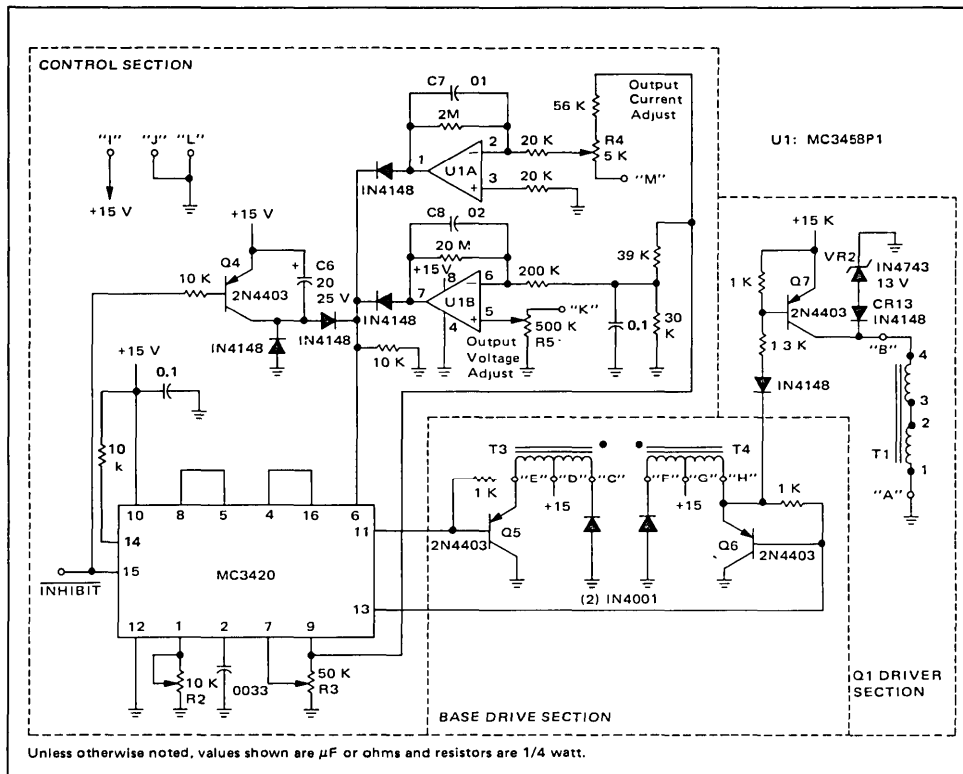 CONTROL SECTION
C7 01
2M
Output
Current
Adjust
56 K
R4
5 K
"M"
2
20 K
1
U1A
3
20 K
IN4148
U1: MC3458P1
"I"
"J"
"L"
+15 V
+15 V
Q4
C6
20
25 V
10 K
2N4403
IN4148
IN4148
C8 02
20 M
+15V
8
6
200 K
7
U1B
5
4
"K"
500 K
R5
Output
Voltage
Adjust
IN4148
10 K
39 K
30
K
0.1
+15 V
0.1
10
k
10
8
5
4
16
6
14
15
11
13
MC3420
INHIBIT
12
1
2
7
9
10 K
R2
0033
50 K
R3
T3
T4
1 K
"E"
"D"
"C"
"F"
"G"
"H"
+15
+15
1 K
Q5
2N4403
Q6
2N4403
(2) IN4001
BASE DRIVE SECTION
+15 K
1 K
Q7
2N4403
VR2
IN4743
13 V
CR13
IN4148
1 3 K
"B"
IN4148
4
3
2
T1
1
"A"
Q1 DRIVER
SECTION
Unless otherwise noted, values shown are µF or ohms and resistors are 1/4 watt.